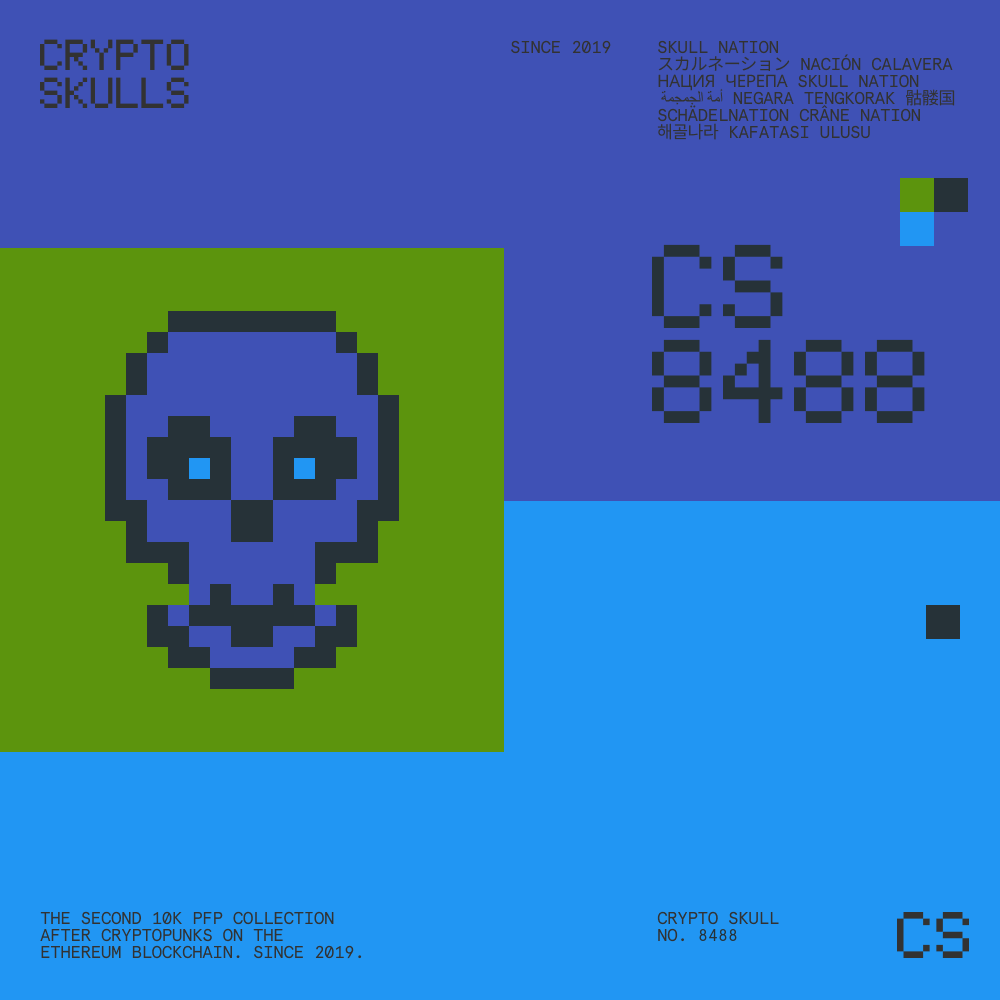 CRYPTO
SKULLS
SINCE 2019
SKULL NATION
スカルネーション NACIÓN CALAVERA
НАЦИЯ ЧЕРЕПА SKULL NATION
أمة الجمجمة NEGARA TENGKORAK 骷髅国
SCHÄDELNATION CRÂNE NATION
해골나라 KAFATASI ULUSU
CS
8488
THE SECOND 10K PFP COLLECTION
AFTER CRYPTOPUNKS ON THE
ETHEREUM BLOCKCHAIN. SINCE 2019.
CRYPTO SKULL
NO. 8488
CS